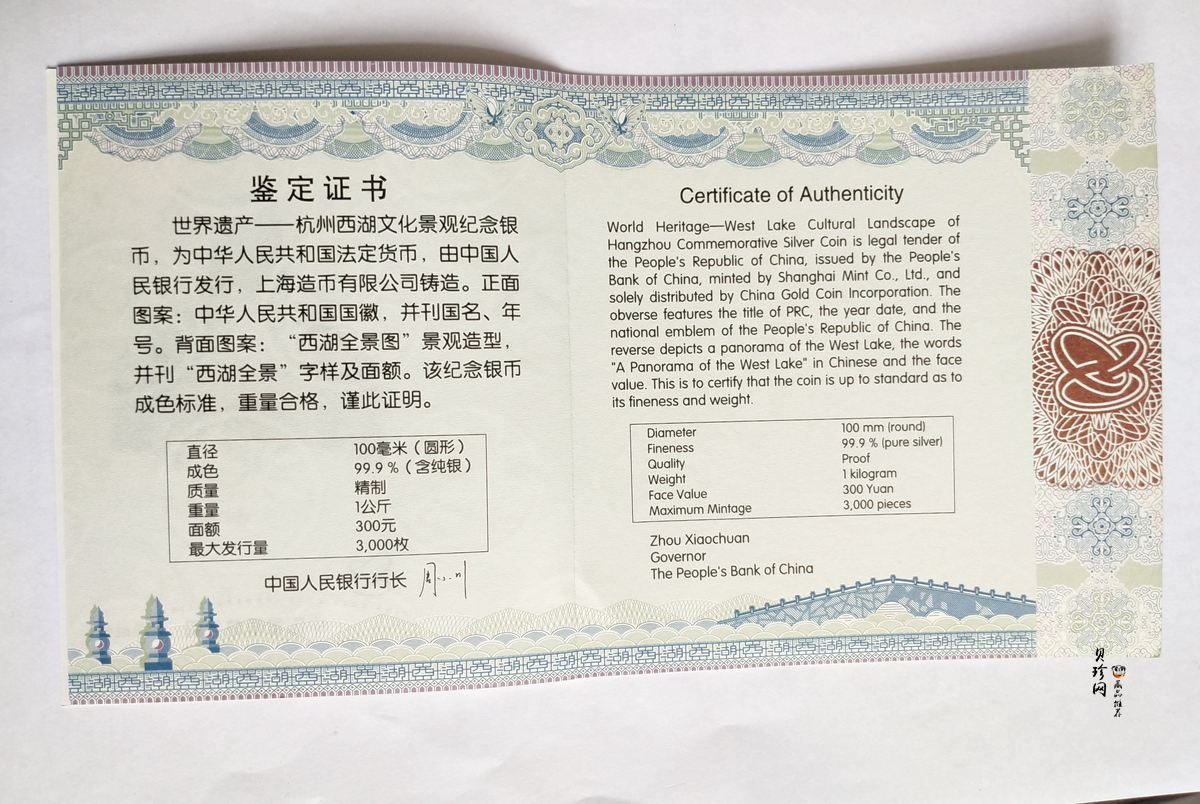 鉴定证书
世界遗产——杭州西湖文化景观纪念银
币，为中华人民共和国法定货币，由中国人
民银行发行，上海造币有限公司铸造。正面
图案：中华人民共和国国徽，并刊国名、年
号。背面图案：“西湖全景图”景观造型，
并刊“西湖全景”字样及面额。该纪念银币
成色标准，重量合格，谨此证明。
直径 100毫米（圆形）
成色 99.9 %（含纯银）
质量 精制
重量 1公斤
面额 300元
最大发行量 3,000枚
中国人民银行行长
Certificate of Authenticity
World Heritage—West Lake Cultural Landscape of
Hangzhou Commemorative Silver Coin is legal tender of
the People's Republic of China, issued by the People's
Bank of China, minted by Shanghai Mint Co., Ltd., and
solely distributed by China Gold Coin Incorporation. The
obverse features the title of PRC, the year date, and the
national emblem of the People's Republic of China. The
reverse depicts a panorama of the West Lake, the words
"A Panorama of the West Lake" in Chinese and the face
value. This is to certify that the coin is up to standard as to
its fineness and weight.
Diameter 100 mm (round)
Fineness 99.9 % (pure silver)
Quality Proof
Weight 1 kilogram
Face Value 300 Yuan
Maximum Mintage 3,000 pieces
Zhou Xiaochuan
Governor
The People's Bank of China
贝珍网
藏品推荐